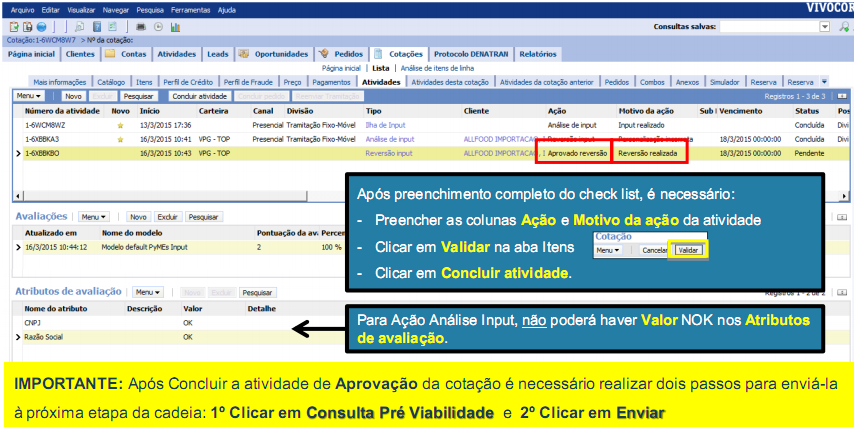 Arquivo Editar Visualizar Navegar Pesquisa Ferramentas Ajuda
VIVOCOR
Consultas salvas:
Cotação:1-6WCM8W7 > Nº da cotação:
Página inicial Clientes Contas Atividades Leads Oportunidades Pedidos Cotações Protocolo DENATRAN Relatórios
Página inicial Lista Análise de itens de linha
Mais informações Catálogo Itens Perfil de Crédito Perfil de Fraude Preço Pagamentos Atividades Atividades desta cotação Atividades da cotação anterior Pedidos Combos Anexos Simulador Reserva Reserva
Menu Novo Excluir Pesquisar Concluir atividade Concluir pedido Registros 1 - 3 de 3
Número da atividade Novo Início Carteira Canal Divisão Tipo Cliente Ação Motivo da ação Sub Vencimento Status Pos
1-6WCM8WZ 13/3/2015 17:36 Presencial Tramitação Fixo-Móvel Ilha de Input Análise de input Input realizado Concluída Divi
1-6XBBKA3 16/3/2015 10:41 VPG - TOP Presencial Tramitação Fixo-Móvel Análise de input ALLFOOD IMPORTACAO, I Reversão input Personalização incorreta 18/3/2015 00:00:00 Concluída Divi
1-6XBBKBO 16/3/2015 10:43 VPG - TOP Reversão input ALLFOOD IMPORTACAO, I Aprovado reversão Reversão realizada 18/3/2015 00:00:00 Pendente
Após preenchimento completo do check list, é necessário:
- Preencher as colunas Ação e Motivo da ação da atividade
- Clicar em Validar na aba Itens
Cotação
Menu Cancelar Validar
- Clicar em Concluir atividade.
Avaliações Menu Novo Excluir Pesquisar
Atualizado em Nome do modelo Pontuação da ava Percen
16/3/2015 10:44:12 Modelo default PyMEs Input 2 100 %
Atributos de avaliação Menu Novo Excluir Pesquisar Registros 1 - 2 de 2
Nome do atributo Descrição Valor Detalhe
CNPJ OK
Razão Social OK
Para Ação Análise Input, não poderá haver Valor NOK nos Atributos
de avaliação.
IMPORTANTE: Após Concluir a atividade de Aprovação da cotação é necessário realizar dois passos para enviá-la
à próxima etapa da cadeia: 1º Clicar em Consulta Pré Viabilidade e 2º Clicar em Enviar